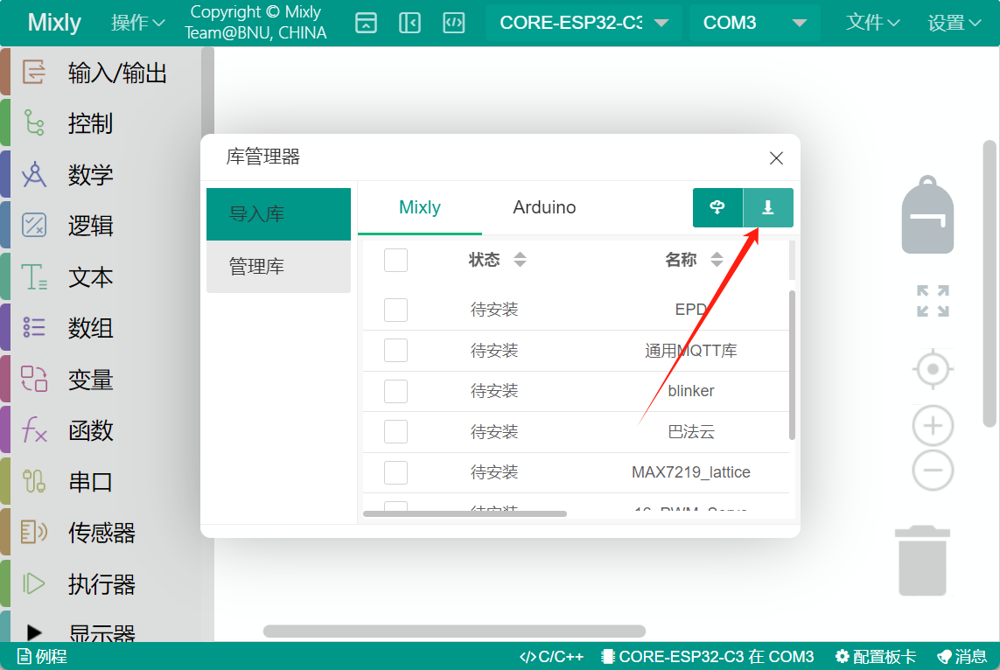 Mixly
操作
Copyright © Mixly
Team@BNU, CHINA
CORE-ESP32-C3
COM3
文件
设置
输入/输出
控制
数学
逻辑
文本
数组
变量
函数
串口
传感器
执行器
显示器
库管理器
导入库
管理库
Mixly
Arduino
状态
名称
待安装
EPD
待安装
通用MQTT库
待安装
blinker
待安装
巴法云
待安装
MAX7219_lattice
待安装
16_PWM_Servo
例程
</>C/C++
CORE-ESP32-C3 在 COM3
配置板卡
消息